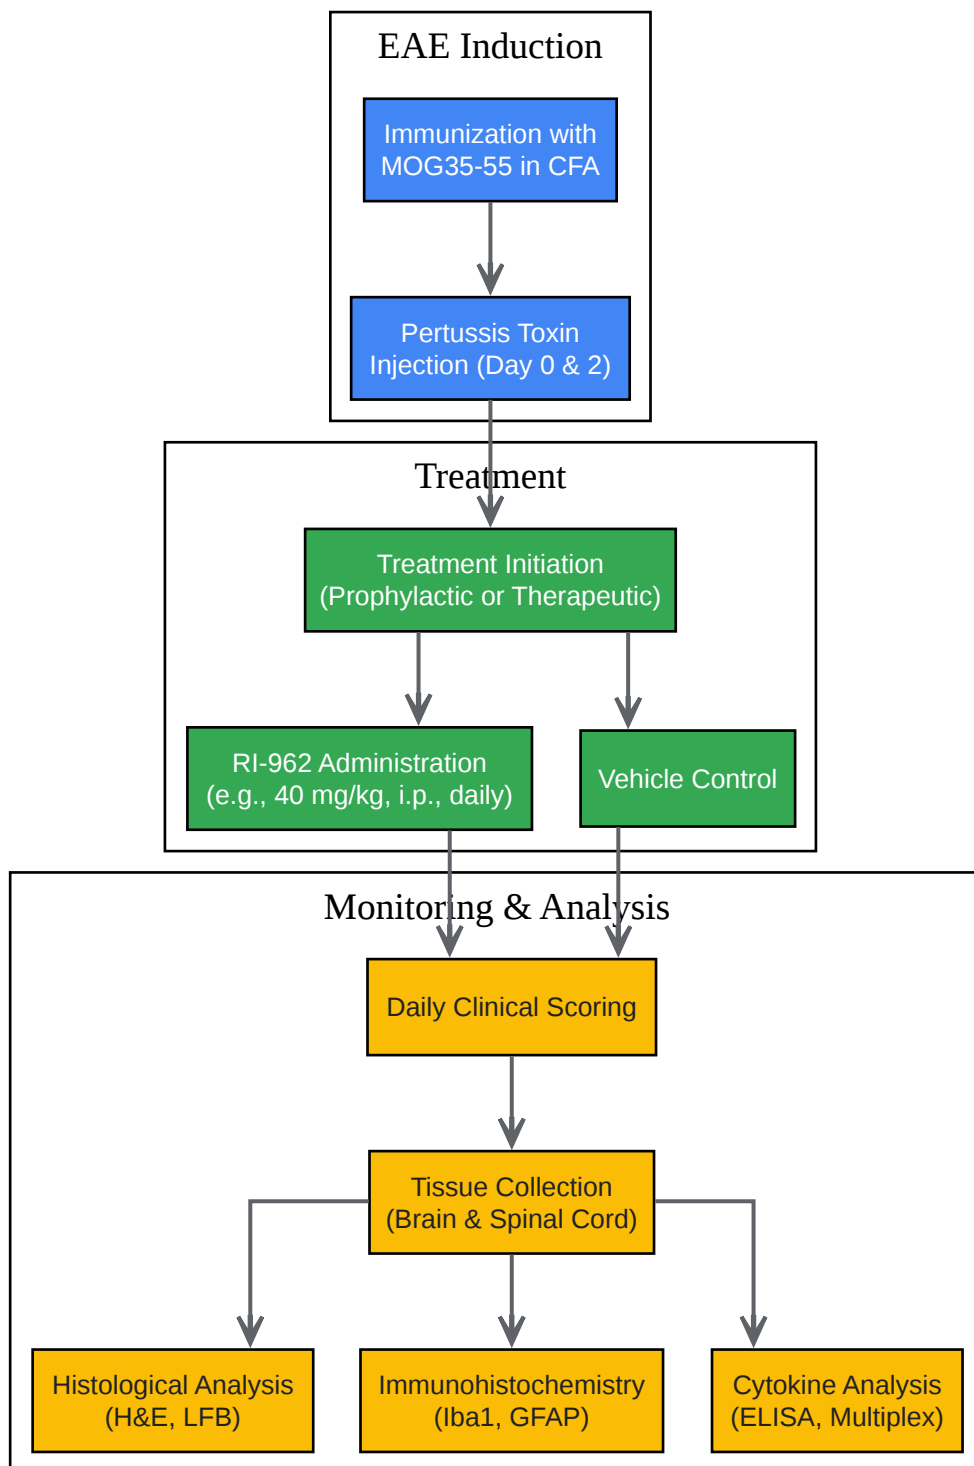 EAE Induction
Immunization with
MOG35-55 in CFA
Pertussis Toxin
Injection (Day 0 & 2)
Treatment
Treatment Initiation
(Prophylactic or Therapeutic)
RI-962 Administration
(e.g., 40 mg/kg, i.p., daily)
Vehicle Control
Monitoring & Analysis
Daily Clinical Scoring
Tissue Collection
(Brain & Spinal Cord)
Histological Analysis
(H&E, LFB)
Immunohistochemistry
(Iba1, GFAP)
Cytokine Analysis
(ELISA, Multiplex)